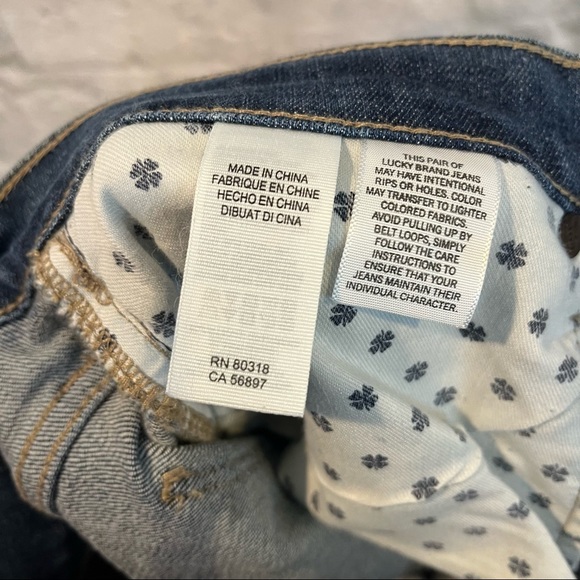 MADE IN CHINA
FABRIQUE EN CHINE
HECHO EN CHINA
DIBUAT DI CINA
RN 80318
CA 56897
THIS PAIR OF
LUCKY BRAND JEANS
MAY HAVE INTENTIONAL
RIPS OR HOLES. COLOR
MAY TRANSFER TO LIGHTER
COLORED FABRICS.
AVOID PULLING UP BY
BELT LOOPS, SIMPLY
FOLLOW THE CARE
INSTRUCTIONS TO
ENSURE THAT YOUR
JEANS MAINTAIN THEIR
INDIVIDUAL CHARACTER.